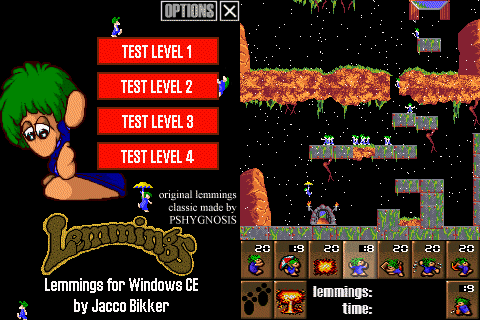 OPTIONS
TEST LEVEL 1
TEST LEVEL 2
TEST LEVEL 3
TEST LEVEL 4
original lemmings
classic made by
PSHYGNOSIS
Lemmings
Lemmings for Windows CE
by Jacco Bikker
20 :9 20 :8 20 20 20
lemmings:
time:
:9